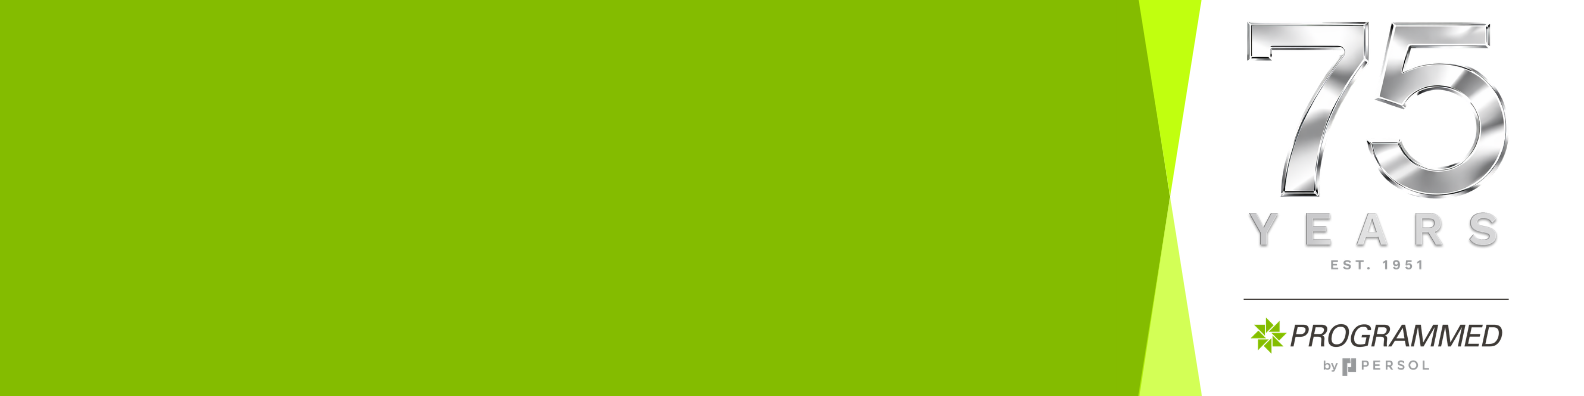 75
YEARS
EST. 1951
PROGRAMMED
by PERSOL